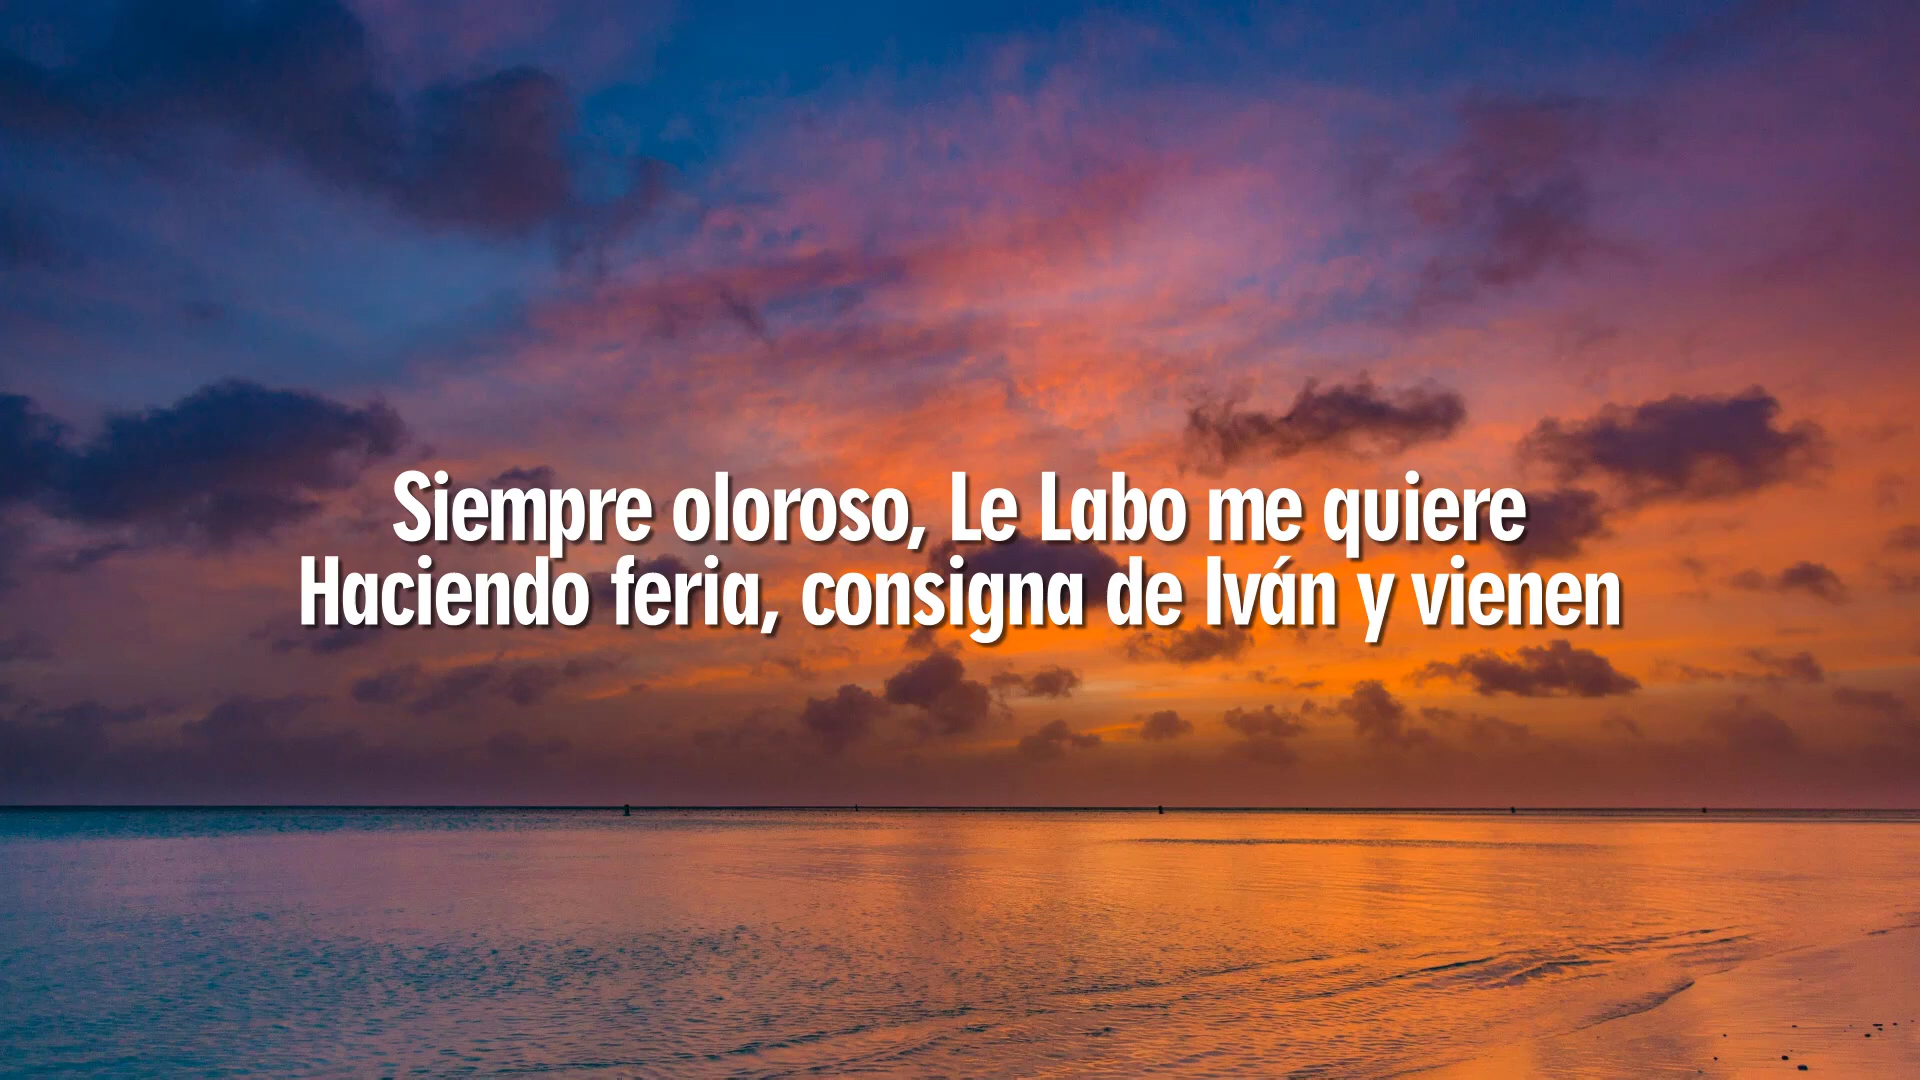 Siempre oloroso, Le Labo me quiere
Haciendo feria, consigna de Iván y vienen